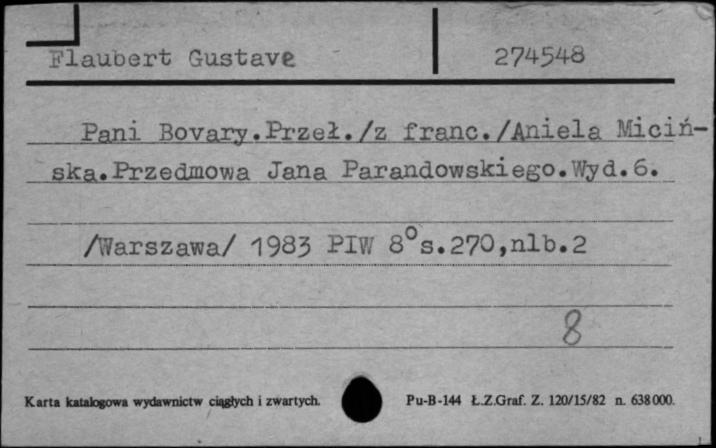 Flaubert Gustave 274548
Pani Bovary.Przeł./z franc./Aniela Miciń-
ska.Przedmowa Jana Parandowskiego.Wyd.6.
/Warszawa/ 1983 PIW 8°s.270,nlb.2
8
Karta katalogowa wydawnictw ciągłych i zwartych. Pu-B-144 Ł.Z.Graf. Z. 120/15/82 n. 638000.